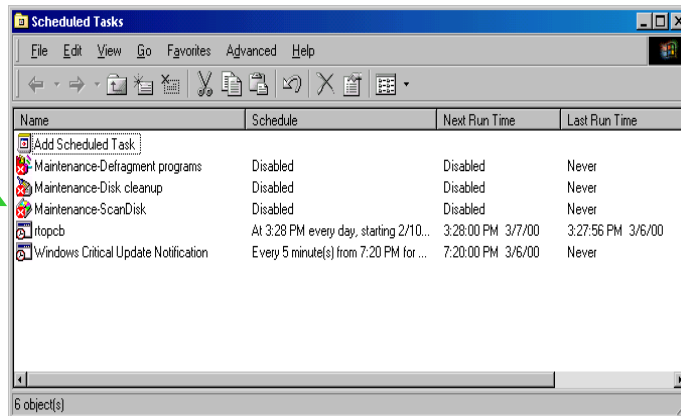 Scheduled Tasks
File Edit View Go Favorites Advanced Help
Name Schedule Next Run Time Last Run Time
Add Scheduled Task
Maintenance-Defragment programs Disabled Disabled Never
Maintenance-Disk cleanup Disabled Disabled Never
Maintenance-ScanDisk Disabled Disabled Never
rtopcb At 3:28 PM every day, starting 2/10... 3:28:00 PM 3/7/00 3:27:56 PM 3/6/00
Windows Critical Update Notification Every 5 minute(s) from 7:20 PM for ... 7:20:00 PM 3/6/00 Never
6 object(s)